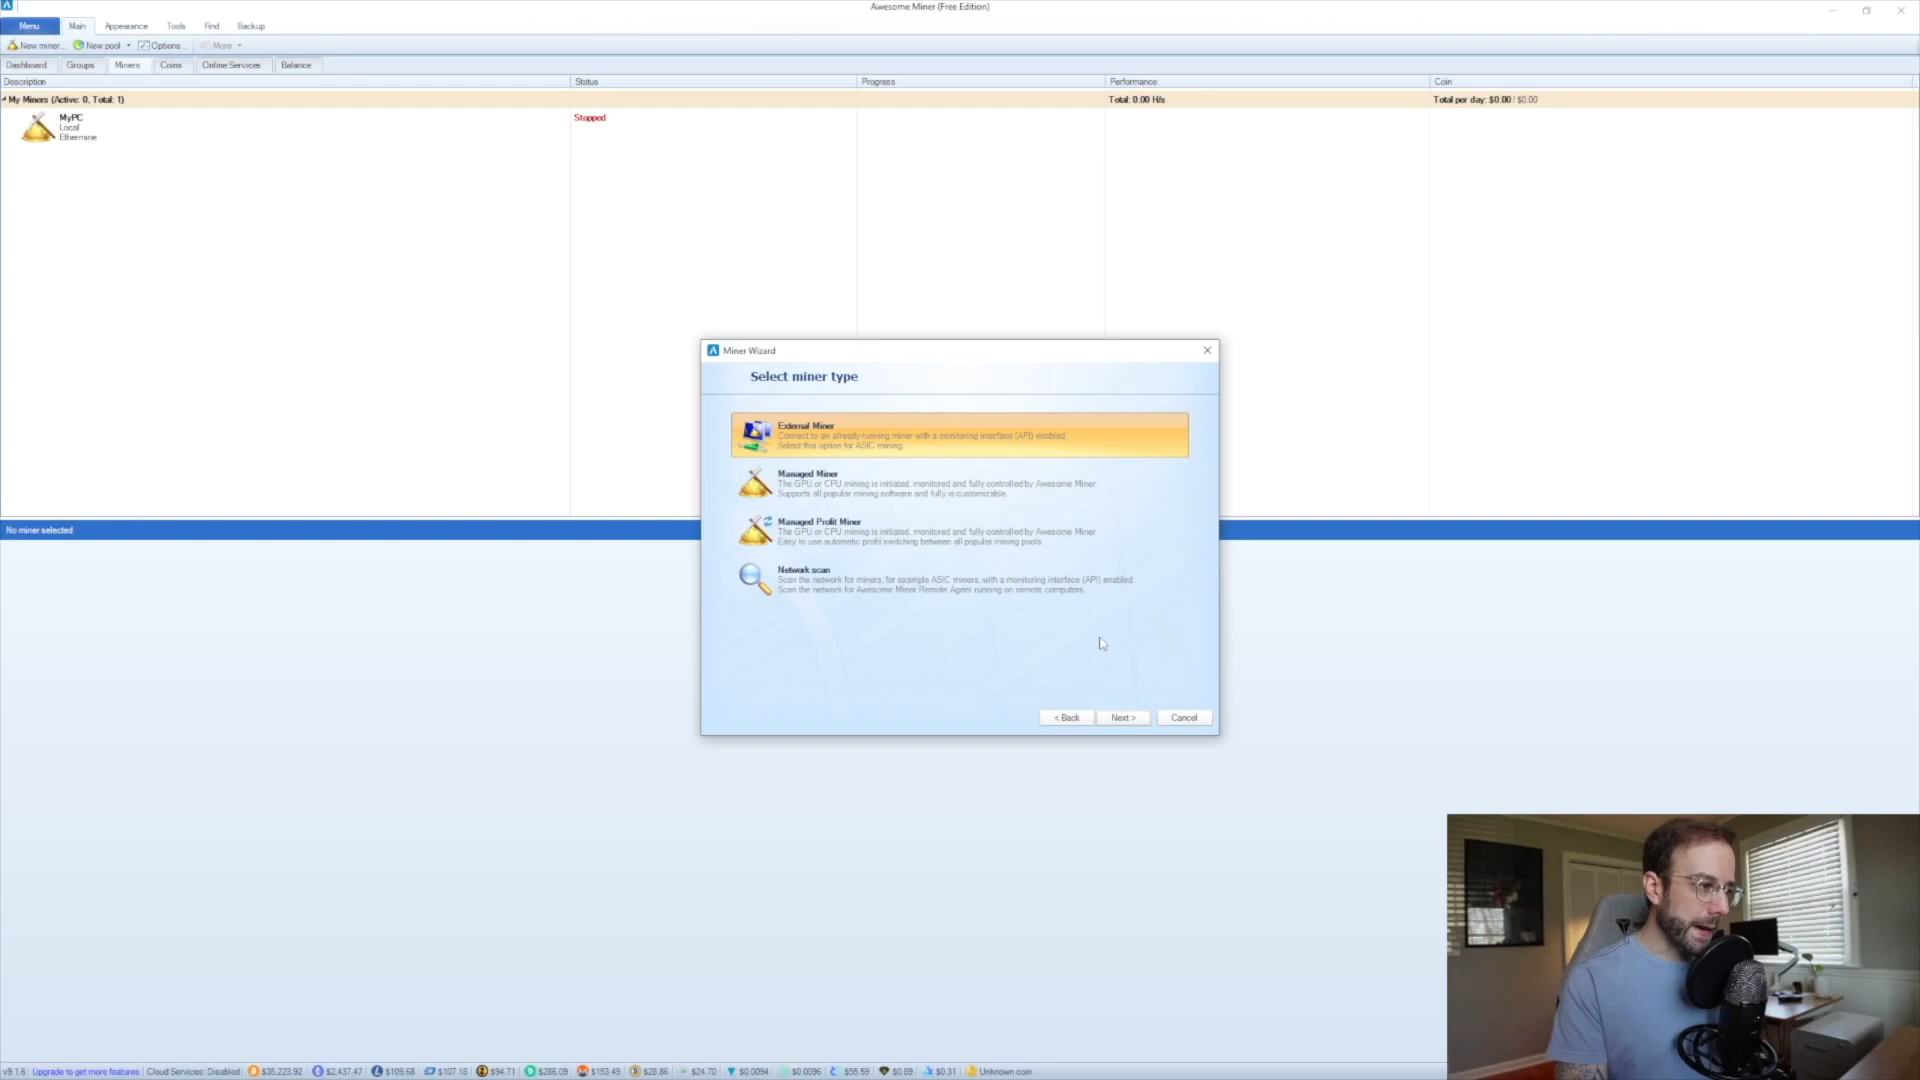 Awesome Miner (Free Edition)
Menu Main Appearance Tools Find Backup
New miner... New pool Options... More
Dashboard Groups Miners Coins Online Services Balance
Description Status Progress Performance Coin
My Miners (Active: 0, Total: 1) Total: 0.00 H/s Total per day: $0.00 / $0.00
MyPC Stopped
Local
Ethermine
Miner Wizard
Select miner type
External Miner
Connect to an already running miner with a monitoring interface (API) enabled.
Select this option for ASIC mining.
Managed Miner
The GPU or CPU mining is initiated, monitored and fully controlled by Awesome Miner.
Supports all popular mining software and fully is customizable.
Managed Profit Miner
The GPU or CPU mining is initiated, monitored and fully controlled by Awesome Miner.
Easy to use automatic profit switching between all popular mining pools.
Network scan
Scan the network for miners, for example ASIC miners, with a monitoring interface (API) enabled.
Scan the network for Awesome Miner Remote Agent running on remote computers.
No miner selected
< Back Next > Cancel
v9.1.6 Upgrade to get more features Cloud Services: Disabled $35,223.92 $2,437.47 $109.68 $107.18 $94.71 $286.09 $153.49 $28.86 $24.70 $0.0094 $0.0096 $55.59 $0.89 $0.31 Unknown coin